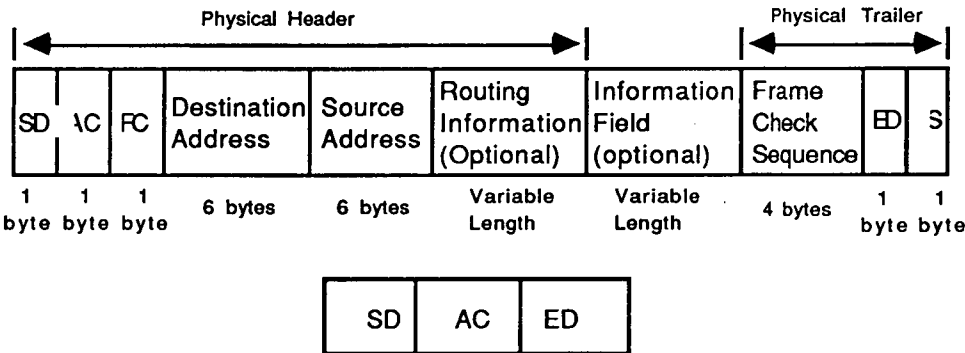 Physical Header
Physical Trailer
SD AC FC Destination Address Source Address Routing Information (Optional) Information Field (optional) Frame Check Sequence ED S
1 byte 1 byte 1 byte 6 bytes 6 bytes Variable Length Variable Length 4 bytes 1 byte 1 byte
SD AC ED